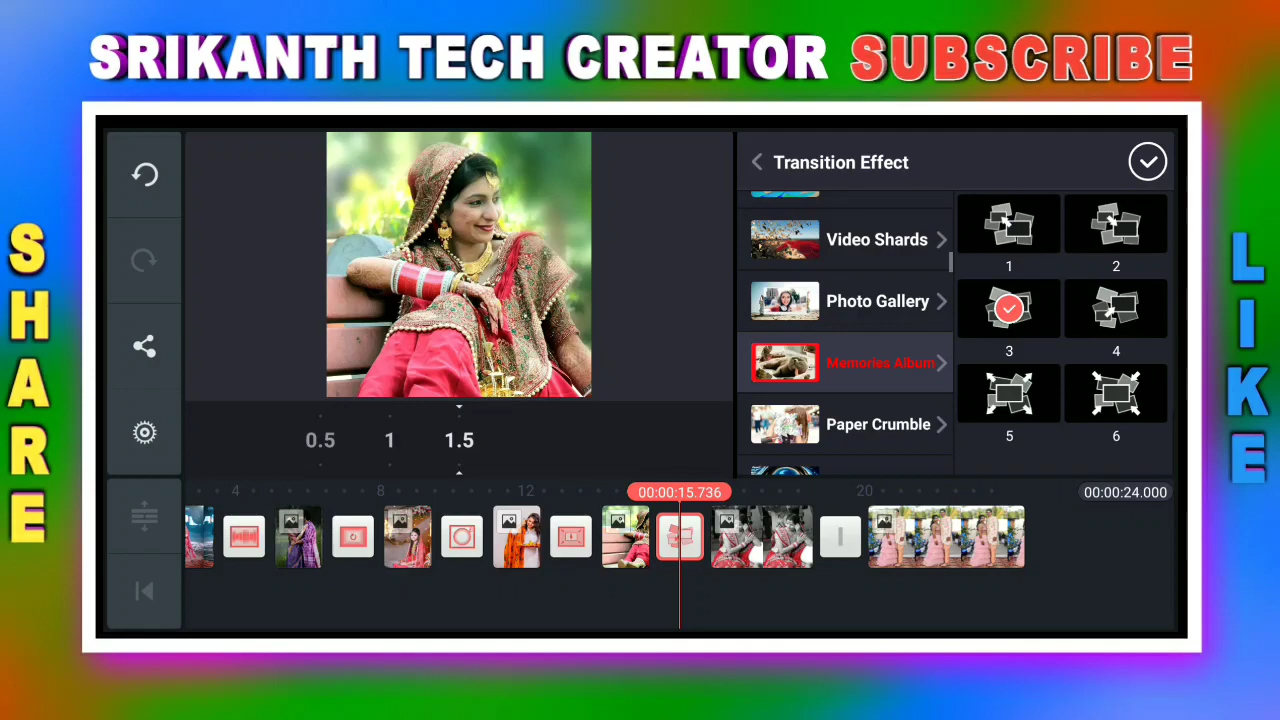 SRIKANTH TECH CREATOR SUBSCRIBE
SHARE
LIKE
Transition Effect
Video Shards
Photo Gallery
Memories Album
Paper Crumble
1
2
3
4
5
6
0.5 1 1.5
4 8 12 00:00:15.736 20 00:00:24.000